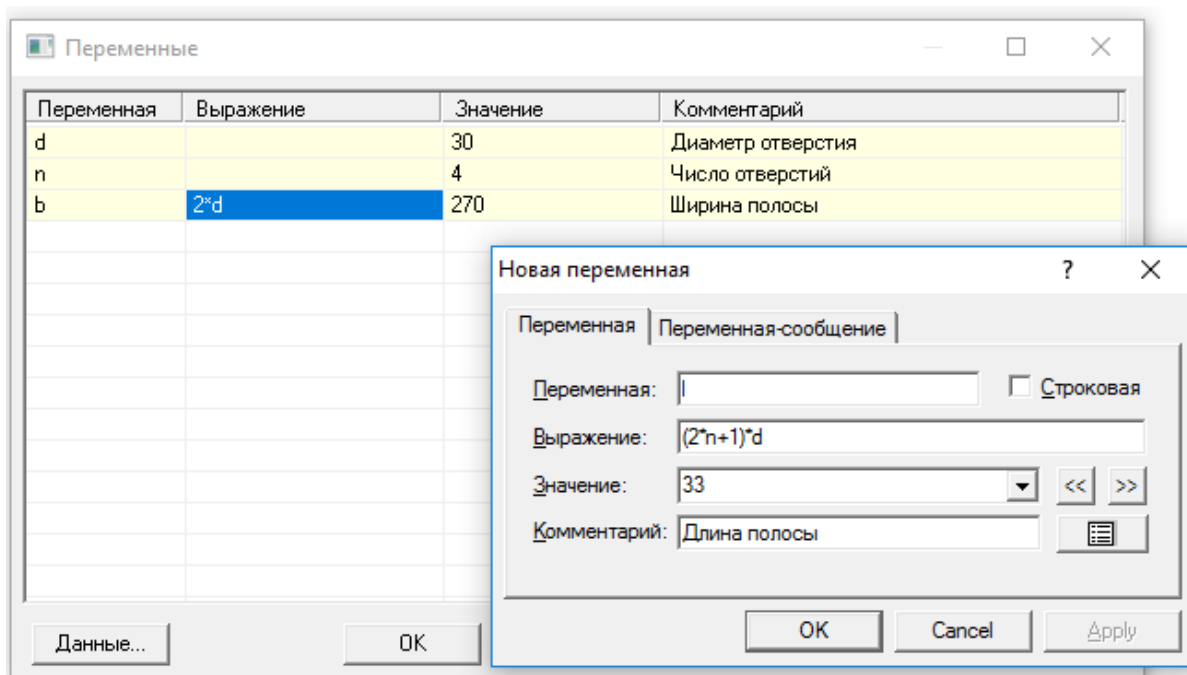 Переменные
Переменная Выражение Значение Комментарий
d 30 Диаметр отверстия
n 4 Число отверстий
b 2*d 270 Ширина полосы
Новая переменная ?
Переменная Переменная-сообщение
Переменная: Строковая
Выражение: (2*n+1)*d
Значение: 33 << >>
Комментарий: Длина полосы
OK Cancel Apply
Данные... OK